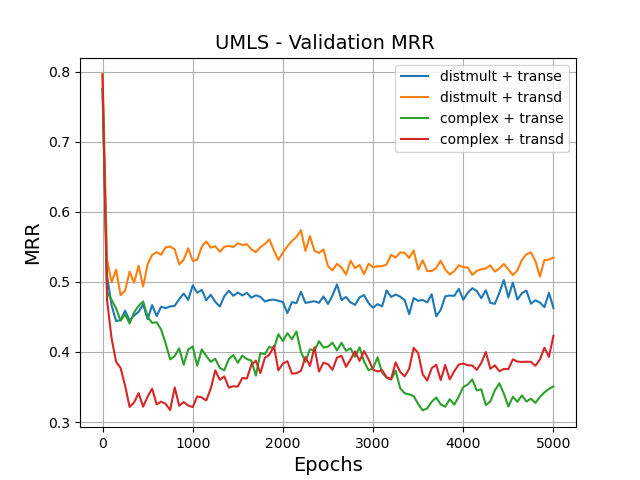 UMLS - Validation MRR
distmult + transe
distmult + transd
complex + transe
complex + transd
MRR
0.8
0.7
0.6
0.5
0.4
0.3
0 1000 2000 3000 4000 5000
Epochs